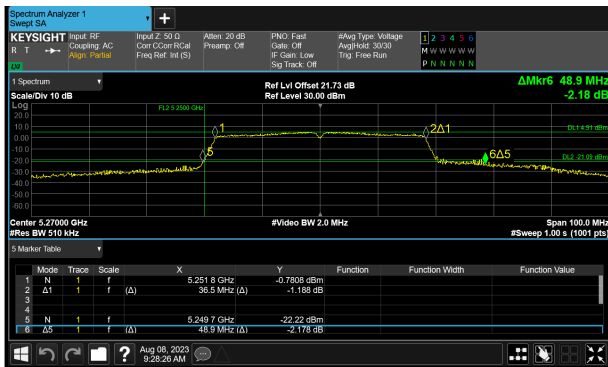 Spectrum Analyzer 1
Swept SA
KEYSIGHT
R T
LXI
Input: RF
Coupling: AC
Align: Partial
Input Z: 50 Ω
Corr CCorr RCal
Freq Ref: Int (S)
Atten: 20 dB
Preamp: Off
PNO: Fast
Gate: Off
IF Gain: Low
Sig Track: Off
#Avg Type: Voltage
Avg|Hold: 30/30
Trig: Free Run
1 2 3 4 5 6
M W W W W W
P N N N N N
1 Spectrum
Scale/Div 10 dB
Ref Lvl Offset 21.73 dB
Ref Level 30.00 dBm
ΔMkr6 48.9 MHz
-2.18 dB
Log
FL2 5.2500 GHz
20.0
10.0
0.00
-10.0
-20.0
-30.0
-40.0
-50.0
-60.0
1
2Δ1
DL1 4.91 dBm
5
6Δ5
DL2 -21.09 dBm
Center 5.27000 GHz
#Res BW 510 kHz
#Video BW 2.0 MHz
Span 100.0 MHz
#Sweep 1.00 s (1001 pts)
5 Marker Table
Mode Trace Scale X Y Function Function Width Function Value
1 N 1 f 5.251 8 GHz -0.7808 dBm
2 Δ1 1 f (Δ) 36.5 MHz (Δ) -1.188 dB
3
4
5 N 1 f 5.249 7 GHz -22.22 dBm
6 Δ5 1 f (Δ) 48.9 MHz (Δ) -2.178 dB
?
Aug 08, 2023
9:28:26 AM